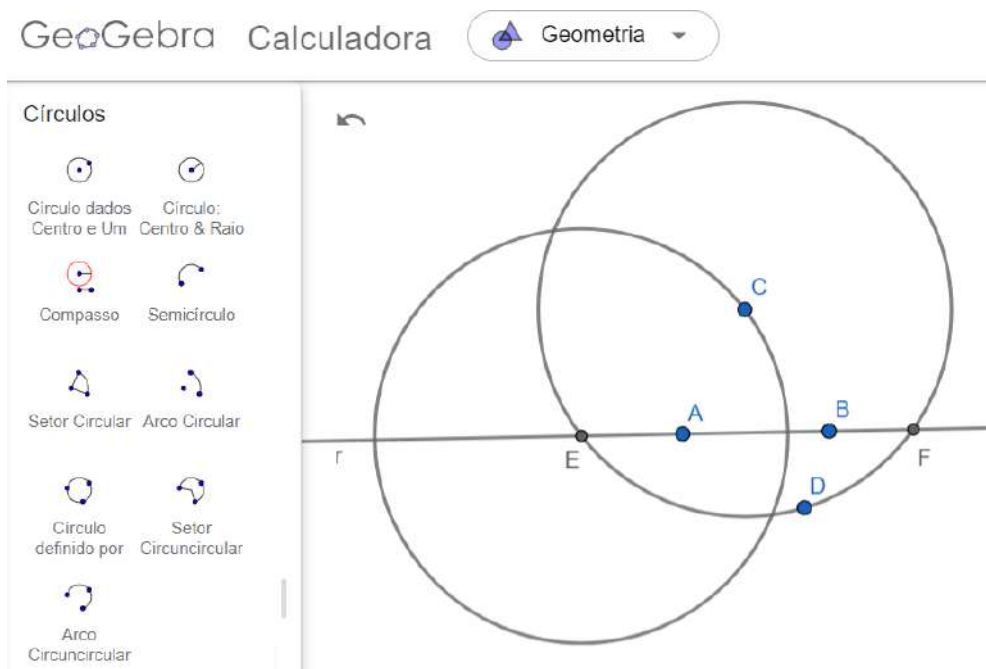 GeoGebra Calculadora Geometria
Círculos
Círculo dados
Centro e Um
Círculo:
Centro & Raio
Compasso
Semicírculo
Setor Circular
Arco Circular
Círculo
definido por
Setor
Circuncircular
Arco
Circuncircular
C
A
B
r
E
F
D